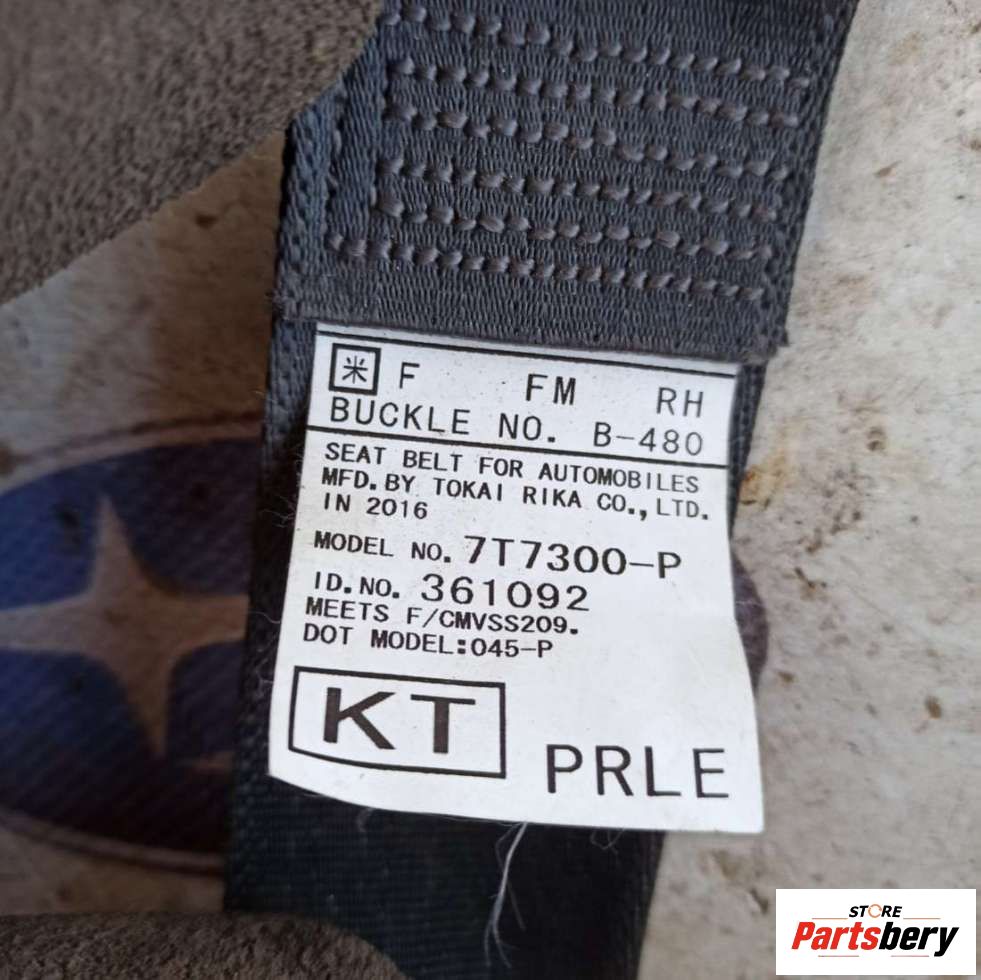 米 F FM RH
BUCKLE NO. B-480
SEAT BELT FOR AUTOMOBILES
MFD. BY TOKAI RIKA CO., LTD.
IN 2016
MODEL NO. 7T7300-P
ID. NO. 361092
MEETS F/CMVSS209.
DOT MODEL:045-P
KT
PRLE
STORE
Partsbery